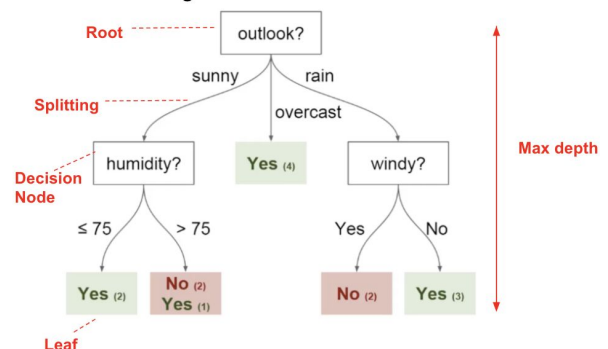 Root
outlook?
sunny
rain
Splitting
overcast
Max depth
Decision
Node
humidity?
Yes (4)
windy?
≤ 75
> 75
Yes
No
Yes (2)
No (2)
Yes (1)
No (2)
Yes (3)
Leaf